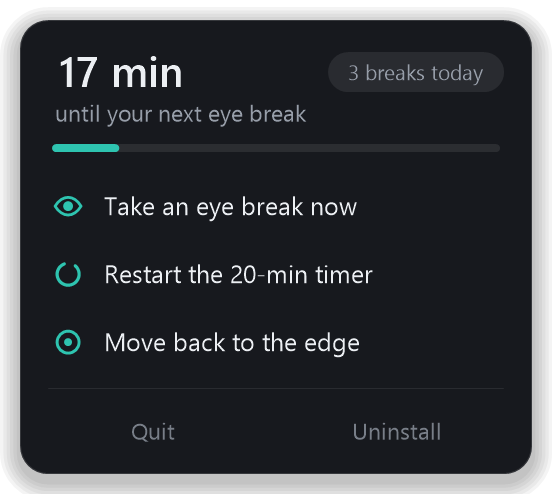 17 min
3 breaks today
until your next eye break
Take an eye break now
Restart the 20-min timer
Move back to the edge
Quit
Uninstall